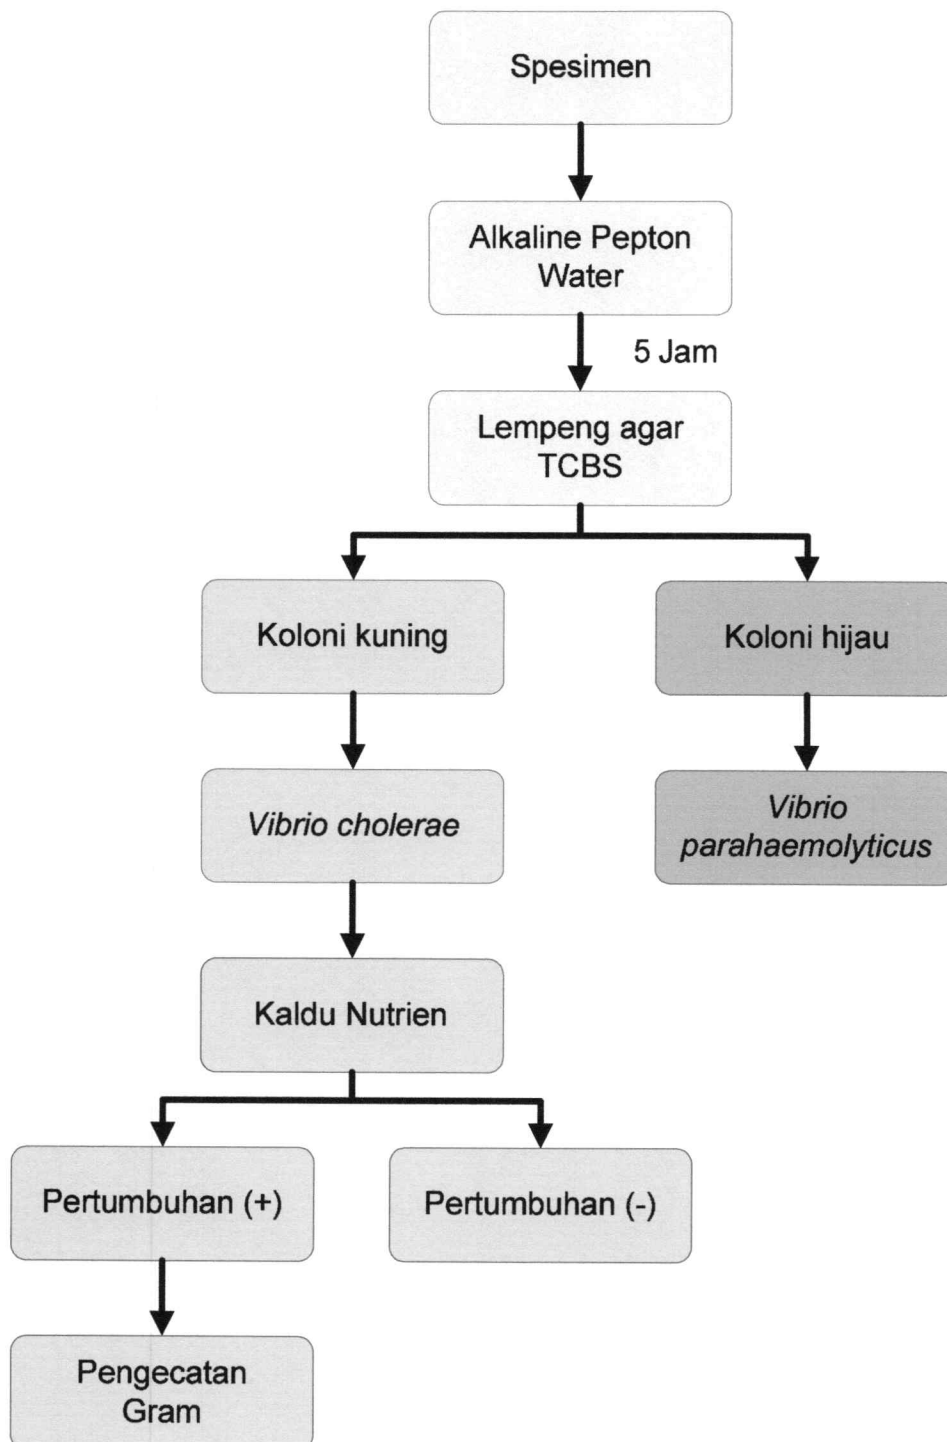 Spesimen
Alkaline Pepton
Water
5 Jam
Lempeng agar
TCBS
Koloni kuning
Koloni hijau
Vibrio cholerae
Vibrio
parahaemolyticus
Kaldu Nutrien
Pertumbuhan (+)
Pertumbuhan (-)
Pengecatan
Gram